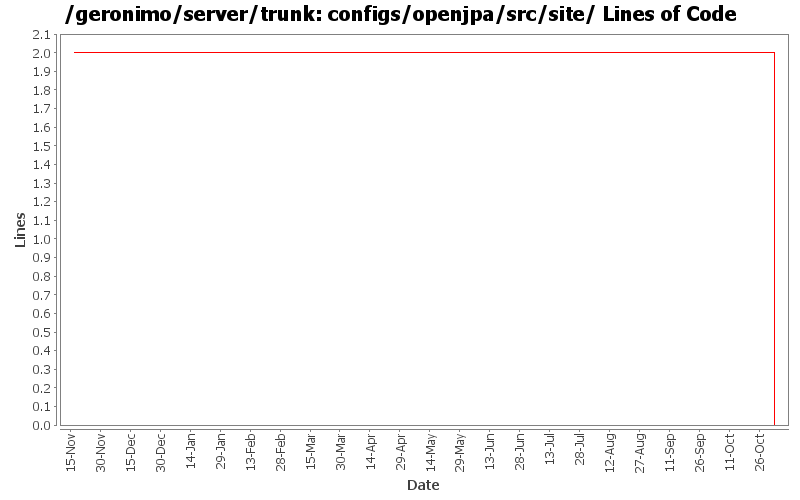 /geronimo/server/trunk: configs/openjpa/src/site/ Lines of Code
2.1
2.0
1.9
1.8
1.7
1.6
1.5
1.4
1.3
1.2
1.1
1.0
0.9
0.8
0.7
0.6
0.5
0.4
0.3
0.2
0.1
0.0
Lines
15-Nov
30-Nov
15-Dec
30-Dec
14-Jan
29-Jan
13-Feb
28-Feb
15-Mar
30-Mar
14-Apr
29-Apr
14-May
29-May
13-Jun
28-Jun
13-Jul
28-Jul
12-Aug
27-Aug
11-Sep
26-Sep
11-Oct
26-Oct
Date